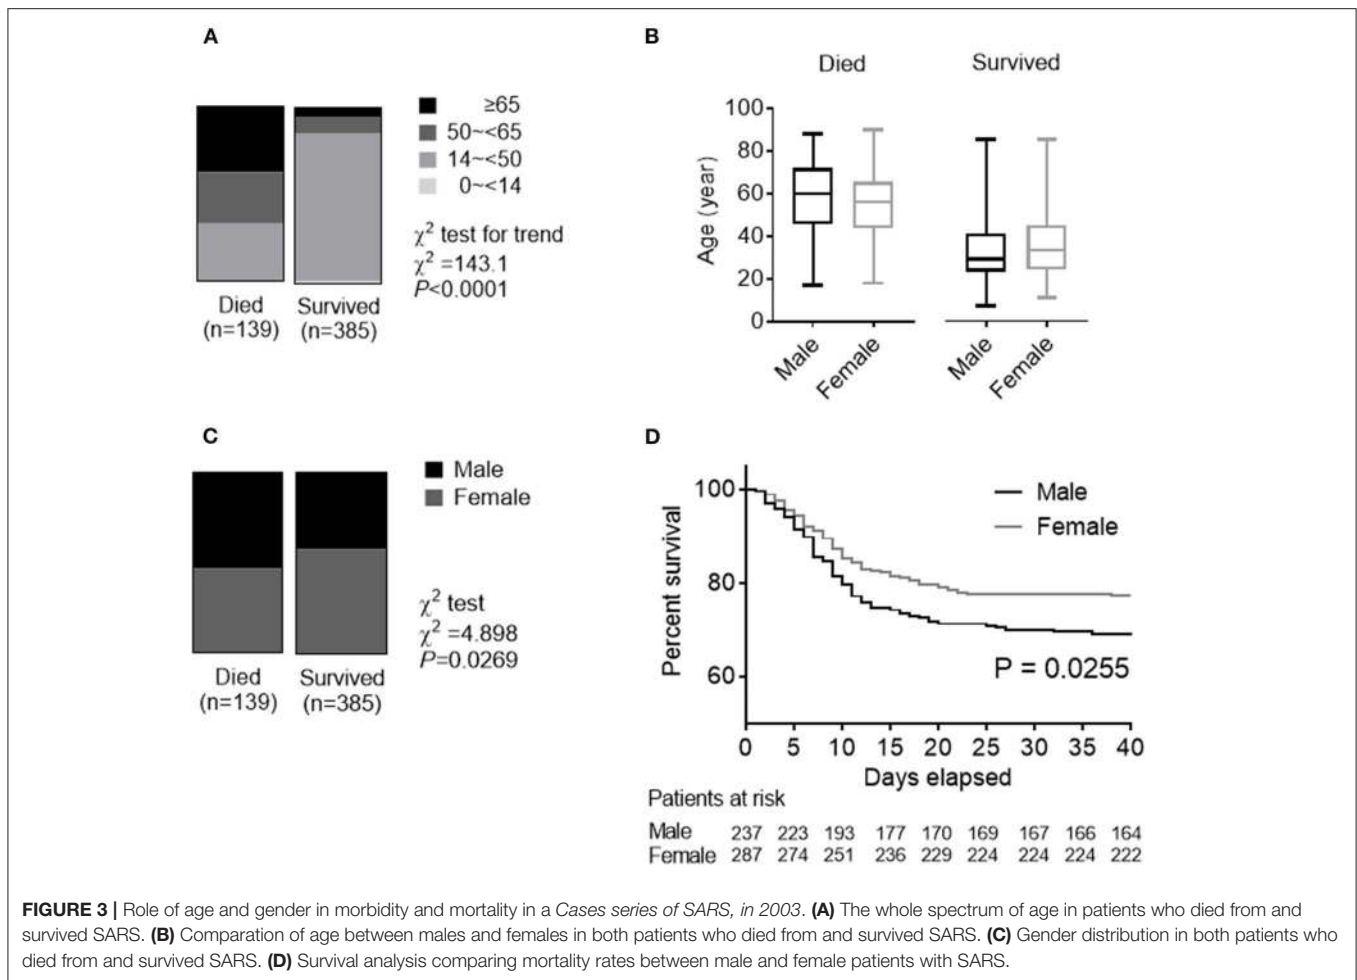 A
≥65
50~<65
14~<50
0~<14
χ² test for trend
χ² =143.1
P<0.0001
Died
(n=139)
Survived
(n=385)
B
Died
Survived
Age (year)
100
80
60
40
20
0
Male
Female
Male
Female
C
Male
Female
χ² test
χ² =4.898
P=0.0269
Died
(n=139)
Survived
(n=385)
D
Percent survival
100
80
60
Male
Female
P = 0.0255
0 5 10 15 20 25 30 35 40
Days elapsed
Patients at risk
Male 237 223 193 177 170 169 167 166 164
Female 287 274 251 236 229 224 224 224 222
FIGURE 3 | Role of age and gender in morbidity and mortality in a Cases series of SARS, in 2003. (A) The whole spectrum of age in patients who died from and
survived SARS. (B) Comparation of age between males and females in both patients who died from and survived SARS. (C) Gender distribution in both patients who
died from and survived SARS. (D) Survival analysis comparing mortality rates between male and female patients with SARS.